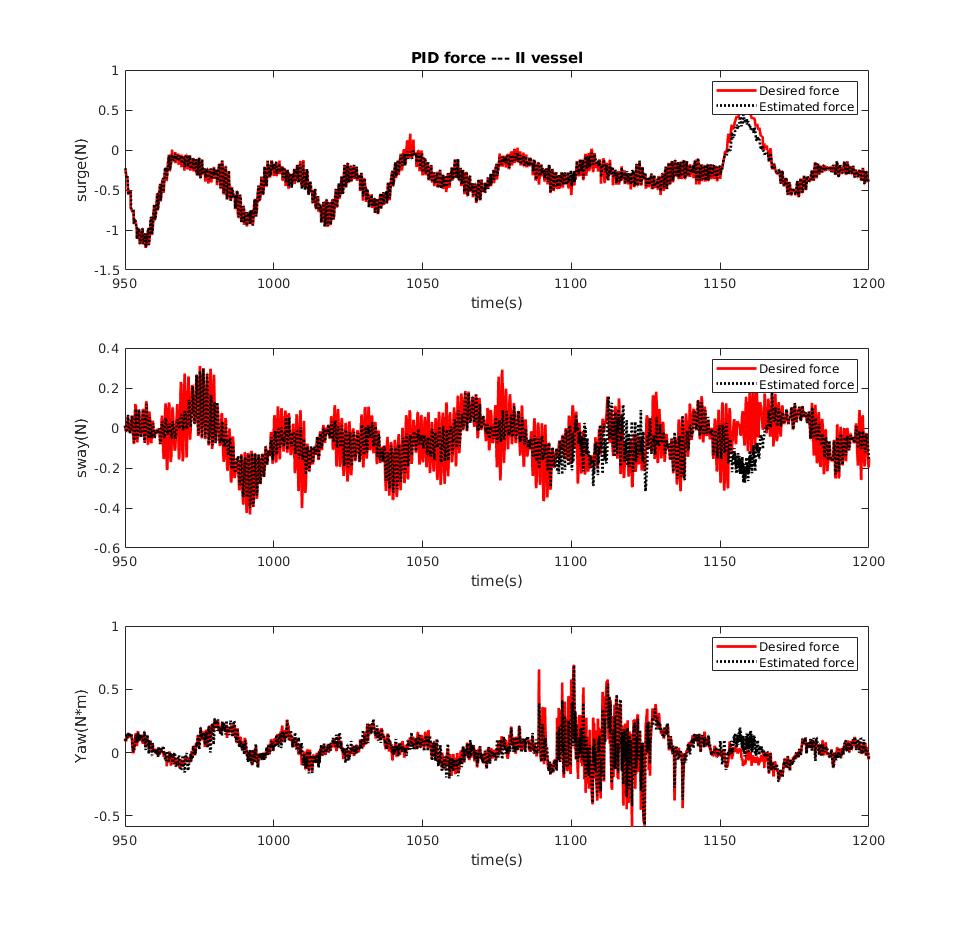 PID force --- II vessel
1
0.5
0
-0.5
-1
-1.5
surge(N)
Desired force
Estimated force
950 1000 1050 1100 1150 1200
time(s)
0.4
0.2
0
-0.2
-0.4
-0.6
sway(N)
Desired force
Estimated force
950 1000 1050 1100 1150 1200
time(s)
1
0.5
0
-0.5
Yaw(N*m)
Desired force
Estimated force
950 1000 1050 1100 1150 1200
time(s)